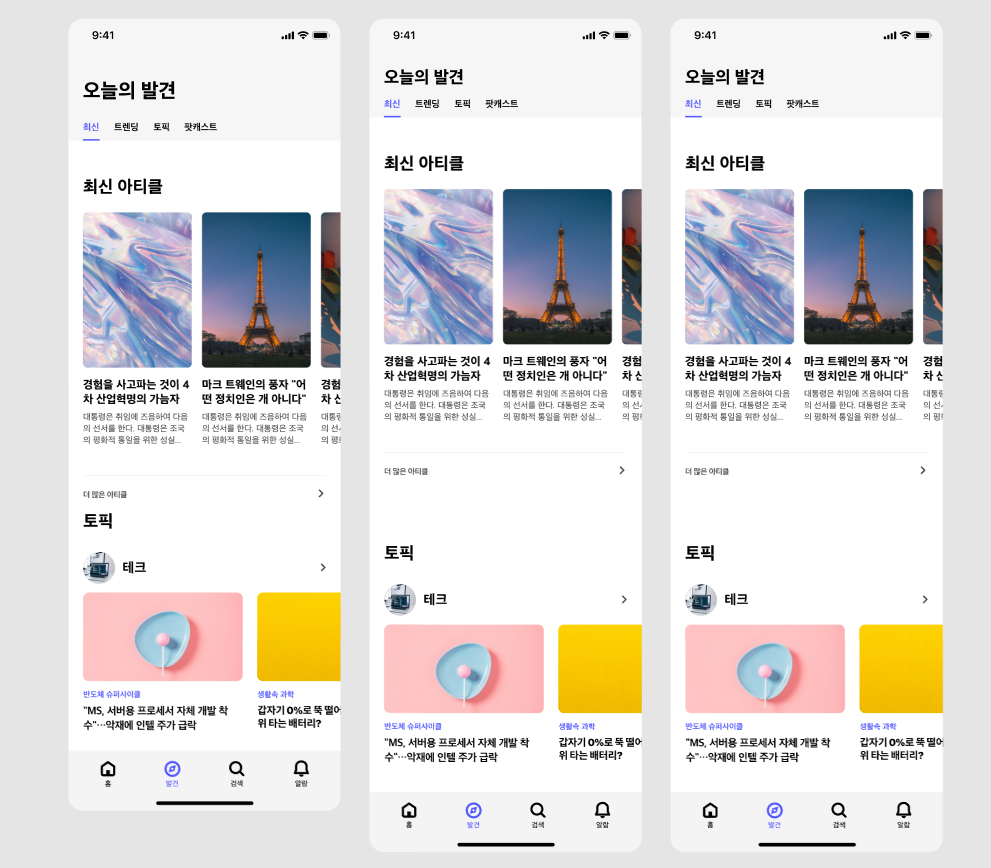 9:41
오늘의 발견
최신 트렌딩 토픽 팟캐스트
최신 아티클
경험을 사고파는 것이 4
차 산업혁명의 가늠자
대통령은 취임에 즈음하여 다음
의 선서를 한다. 대통령은 조국
의 평화적 통일을 위한 성실...
마크 트웨인의 풍자 "어
떤 정치인은 개 아니다"
대통령은 취임에 즈음하여 다음
의 선서를 한다. 대통령은 조국
의 평화적 통일을 위한 성실...
경험
차 산
대통령
의 선서
의 평화
더 많은 아티클
토픽
테크
반도체 슈퍼사이클
"MS, 서버용 프로세서 자체 개발 착
수"…악재에 인텔 주가 급락
생활속 과학
갑자기 0%로 뚝 떨어
위 타는 배터리?
홈 발견 검색 알람
9:41
오늘의 발견
최신 트렌딩 토픽 팟캐스트
최신 아티클
경험을 사고파는 것이 4
차 산업혁명의 가늠자
대통령은 취임에 즈음하여 다음
의 선서를 한다. 대통령은 조국
의 평화적 통일을 위한 성실...
마크 트웨인의 풍자 "어
떤 정치인은 개 아니다"
대통령은 취임에 즈음하여 다음
의 선서를 한다. 대통령은 조국
의 평화적 통일을 위한 성실...
경험
차 산
대통령
의 선서
의 평화
더 많은 아티클
토픽
테크
반도체 슈퍼사이클
"MS, 서버용 프로세서 자체 개발 착
수"…악재에 인텔 주가 급락
생활속 과학
갑자기 0%로 뚝 떨어
위 타는 배터리?
홈 발견 검색 알람
9:41
오늘의 발견
최신 트렌딩 토픽 팟캐스트
최신 아티클
경험을 사고파는 것이 4
차 산업혁명의 가늠자
대통령은 취임에 즈음하여 다음
의 선서를 한다. 대통령은 조국
의 평화적 통일을 위한 성실...
마크 트웨인의 풍자 "어
떤 정치인은 개 아니다"
대통령은 취임에 즈음하여 다음
의 선서를 한다. 대통령은 조국
의 평화적 통일을 위한 성실...
경험
차 산
대통령
의 선서
의 평화
더 많은 아티클
토픽
테크
반도체 슈퍼사이클
"MS, 서버용 프로세서 자체 개발 착
수"…악재에 인텔 주가 급락
생활속 과학
갑자기 0%로 뚝 떨어
위 타는 배터리?
홈 발견 검색 알람